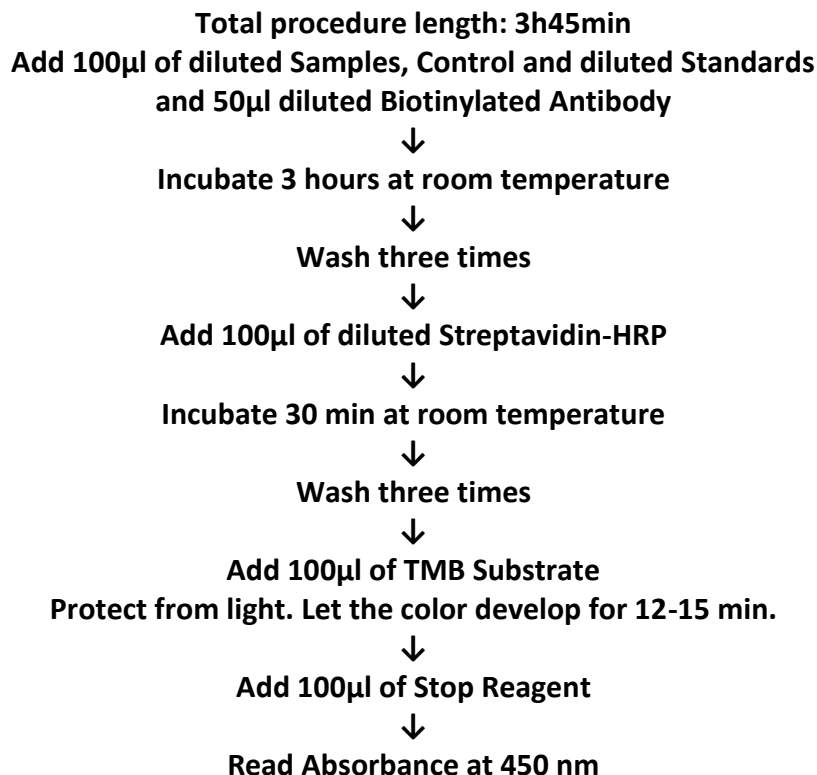 Total procedure length: 3h45min
Add 100µl of diluted Samples, Control and diluted Standards
and 50µl diluted Biotinylated Antibody
↓
Incubate 3 hours at room temperature
↓
Wash three times
↓
Add 100µl of diluted Streptavidin-HRP
↓
Incubate 30 min at room temperature
↓
Wash three times
↓
Add 100µl of TMB Substrate
Protect from light. Let the color develop for 12-15 min.
↓
Add 100µl of Stop Reagent
↓
Read Absorbance at 450 nm